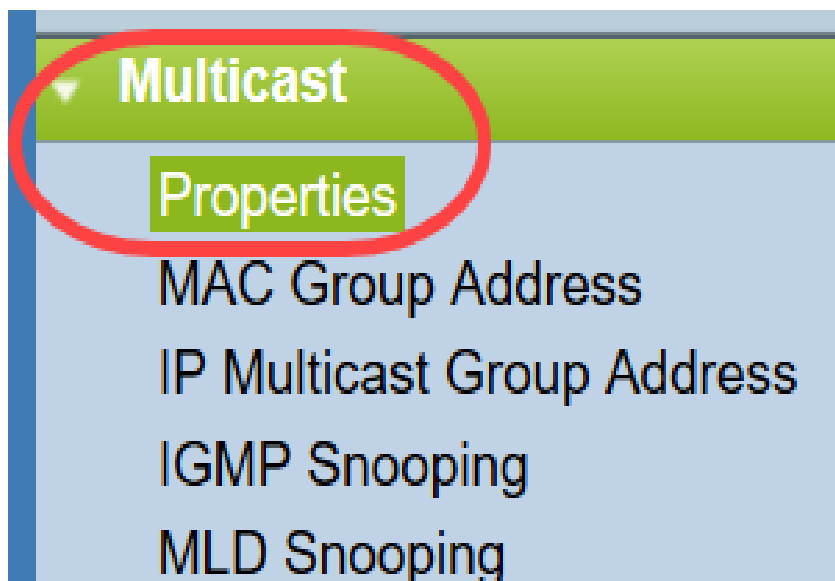 Multicast
Properties
MAC Group Address
IP Multicast Group Address
IGMP Snooping
MLD Snooping